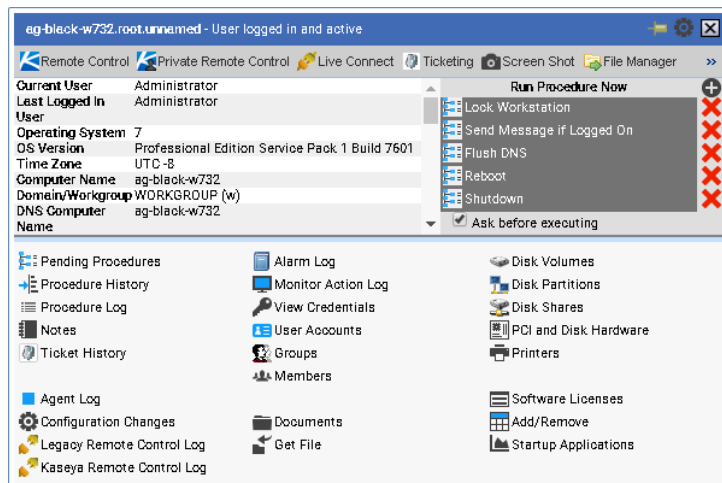 ag-black-w732.root.unnamed - User logged in and active
Remote Control Private Remote Control Live Connect Ticketing Screen Shot File Manager »
Current User Administrator
Last Logged In User Administrator
Operating System 7
OS Version Professional Edition Service Pack 1 Build 7601
Time Zone UTC -8
Computer Name ag-black-w732
Domain/Workgroup WORKGROUP (w)
DNS Computer Name ag-black-w732
Run Procedure Now
Lock Workstation
Send Message if Logged On
Flush DNS
Reboot
Shutdown
Ask before executing
Pending Procedures
Procedure History
Procedure Log
Notes
Ticket History
Alarm Log
Monitor Action Log
View Credentials
User Accounts
Groups
Members
Disk Volumes
Disk Partitions
Disk Shares
PCI and Disk Hardware
Printers
Agent Log
Configuration Changes
Legacy Remote Control Log
Kaseya Remote Control Log
Documents
Get File
Software Licenses
Add/Remove
Startup Applications